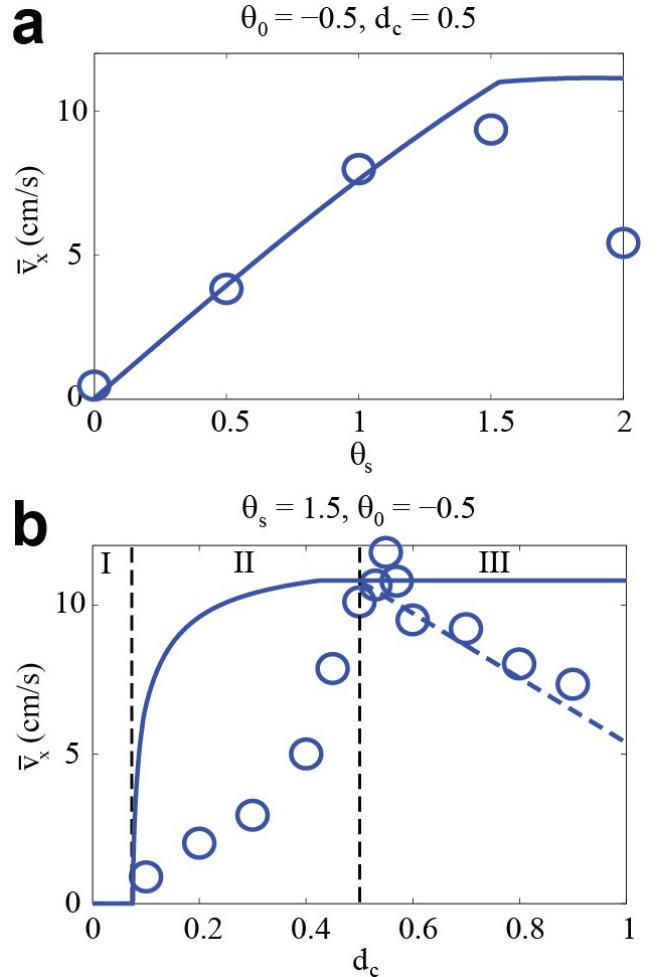 a
θ₀ = −0.5, d_c = 0.5
10
5
0
v̄ₓ (cm/s)
0 0.5 1 1.5 2
θₛ
b
θₛ = 1.5, θ₀ = −0.5
I II III
10
5
0
v̄ₓ (cm/s)
0 0.2 0.4 0.6 0.8 1
d_c